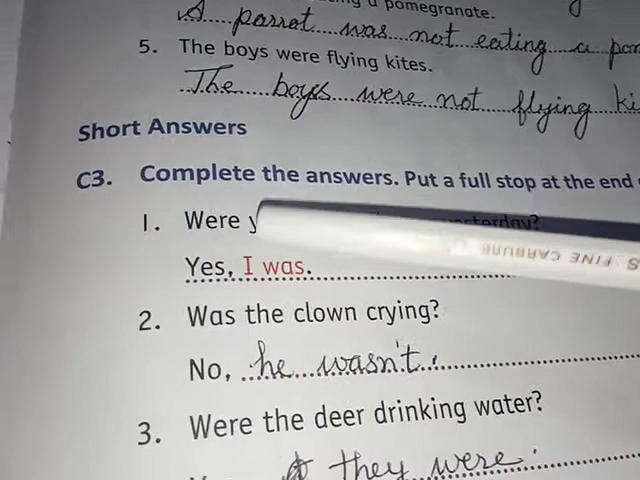 a pomegranate.
A parrot was not eating a
5. The boys were flying kites.
The boys were not flying
Short Answers
C3. Complete the answers. Put a full stop at the end
1. Were yesterday?
Yes, I was.
2. Was the clown crying?
No, he wasn't.
3. Were the deer drinking water?
they were.
FINE CARBURE